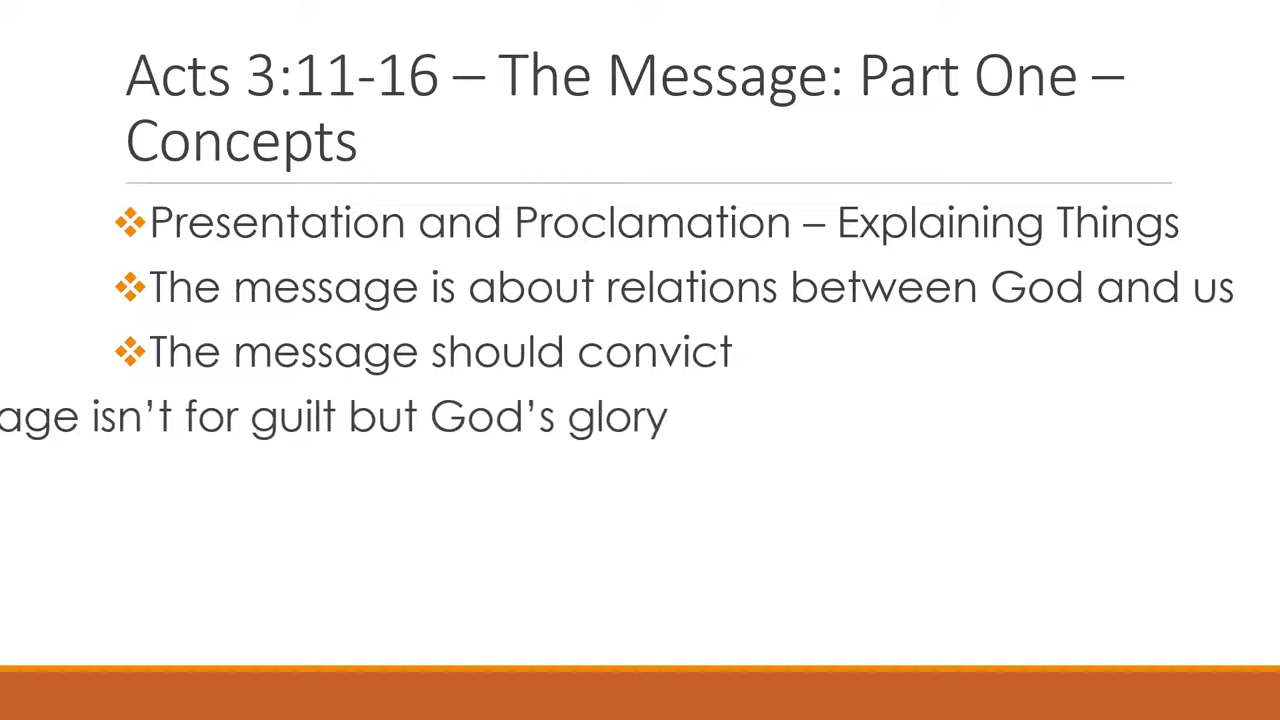 Acts 3:11-16 – The Message: Part One –
Concepts
❖Presentation and Proclamation – Explaining Things
❖The message is about relations between God and us
❖The message should convict
age isn’t for guilt but God’s glory